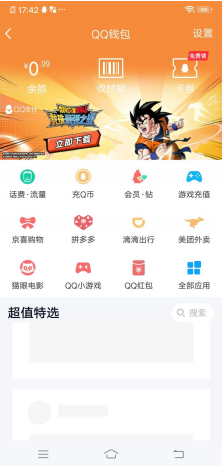 17:42
QQ钱包
设置
¥0.99
免费领
余额
收付款
卡券
QQ支付
立即下载
话费·流量
充Q币
会员·钻
游戏充值
京喜购物
拼多多
滴滴出行
美团外卖
猫眼电影
QQ小游戏
QQ红包
全部应用
超值特选
搜索